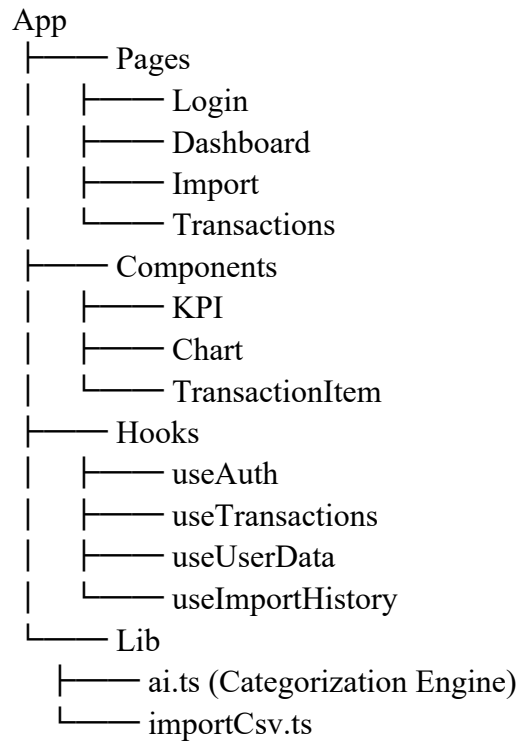 App
├── Pages
│ ├── Login
│ ├── Dashboard
│ ├── Import
│ └── Transactions
├── Components
│ ├── KPI
│ ├── Chart
│ └── TransactionItem
├── Hooks
│ ├── useAuth
│ ├── useTransactions
│ ├── useUserData
│ └── useImportHistory
└── Lib
├── ai.ts (Categorization Engine)
└── importCsv.ts